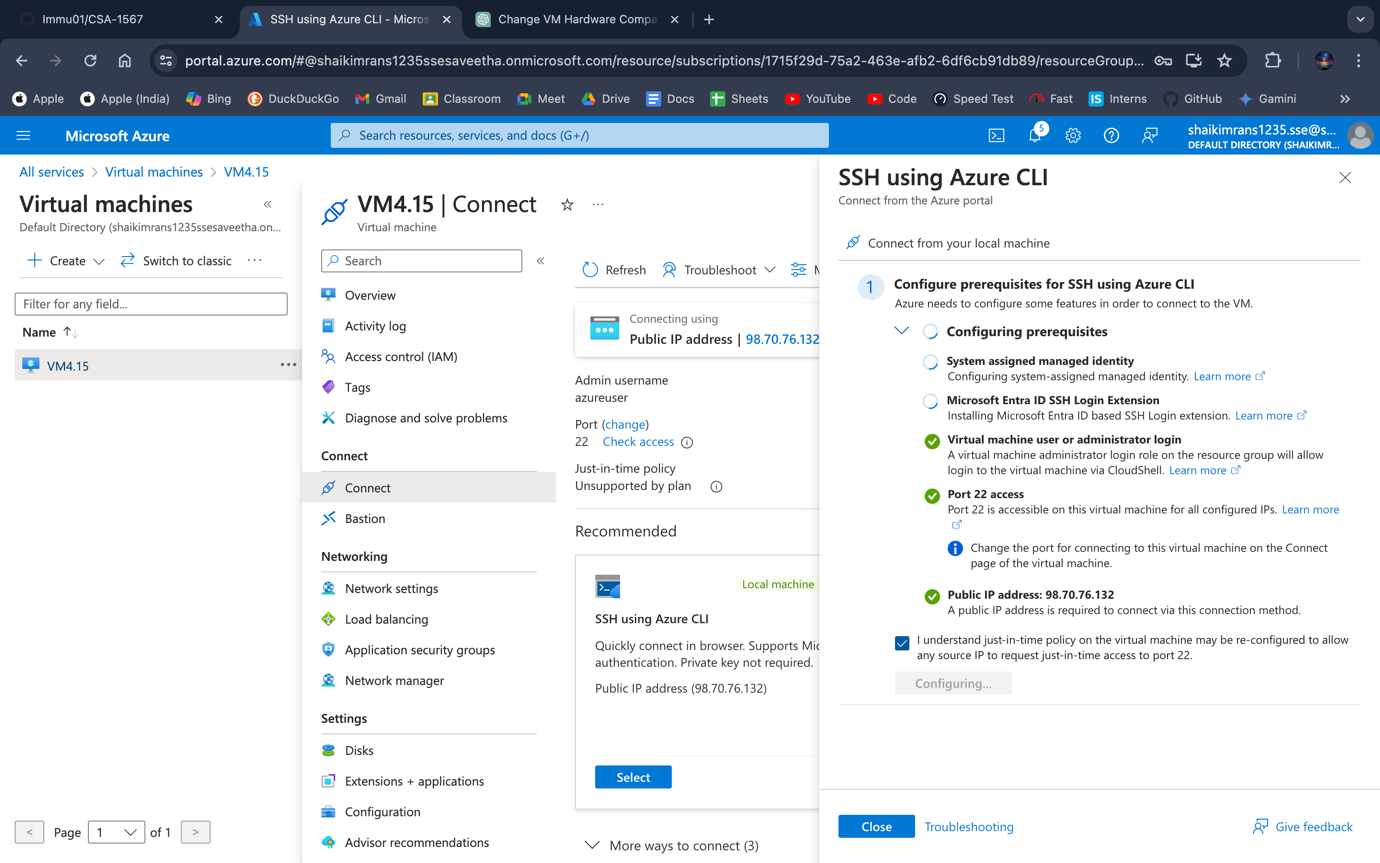 Immu01/CSA-1567
SSH using Azure CLI - Micros
Change VM Hardware Compa
portal.azure.com/#@shaikimrans1235ssesaveetha.onmicrosoft.com/resource/subscriptions/1715f29d-75a2-463e-afb2-6df6cb91db89/resourceGroup...
Apple
Apple (India)
Bing
DuckDuckGo
Gmail
Classroom
Meet
Drive
Docs
Sheets
YouTube
Code
Speed Test
Fast
IS Interns
GitHub
Gamini
Microsoft Azure
Search resources, services, and docs (G+/)
5
shaikimrans1235.sse@s...
DEFAULT DIRECTORY (SHAIKIMR...
All services > Virtual machines > VM4.15
Virtual machines
Default Directory (shaikimrans1235ssesaveetha.on...
Create
Switch to classic
Filter for any field...
Name
VM4.15
< Page 1 of 1 >
VM4.15 | Connect
Virtual machine
Search
Overview
Activity log
Access control (IAM)
Tags
Diagnose and solve problems
Connect
Connect
Bastion
Networking
Network settings
Load balancing
Application security groups
Network manager
Settings
Disks
Extensions + applications
Configuration
Advisor recommendations
Refresh
Troubleshoot
M
Connecting using
Public IP address | 98.70.76.132
Admin username
azureuser
Port (change)
22 Check access
Just-in-time policy
Unsupported by plan
Recommended
Local machine
SSH using Azure CLI
Quickly connect in browser. Supports Mic
authentication. Private key not required.
Public IP address (98.70.76.132)
Select
More ways to connect (3)
SSH using Azure CLI
Connect from the Azure portal
Connect from your local machine
1 Configure prerequisites for SSH using Azure CLI
Azure needs to configure some features in order to connect to the VM.
Configuring prerequisites
System assigned managed identity
Configuring system-assigned managed identity. Learn more
Microsoft Entra ID SSH Login Extension
Installing Microsoft Entra ID based SSH Login extension. Learn more
Virtual machine user or administrator login
A virtual machine administrator login role on the resource group will allow
login to the virtual machine via CloudShell. Learn more
Port 22 access
Port 22 is accessible on this virtual machine for all configured IPs. Learn more
Change the port for connecting to this virtual machine on the Connect
page of the virtual machine.
Public IP address: 98.70.76.132
A public IP address is required to connect via this connection method.
I understand just-in-time policy on the virtual machine may be re-configured to allow
any source IP to request just-in-time access to port 22.
Configuring...
Close
Troubleshooting
Give feedback